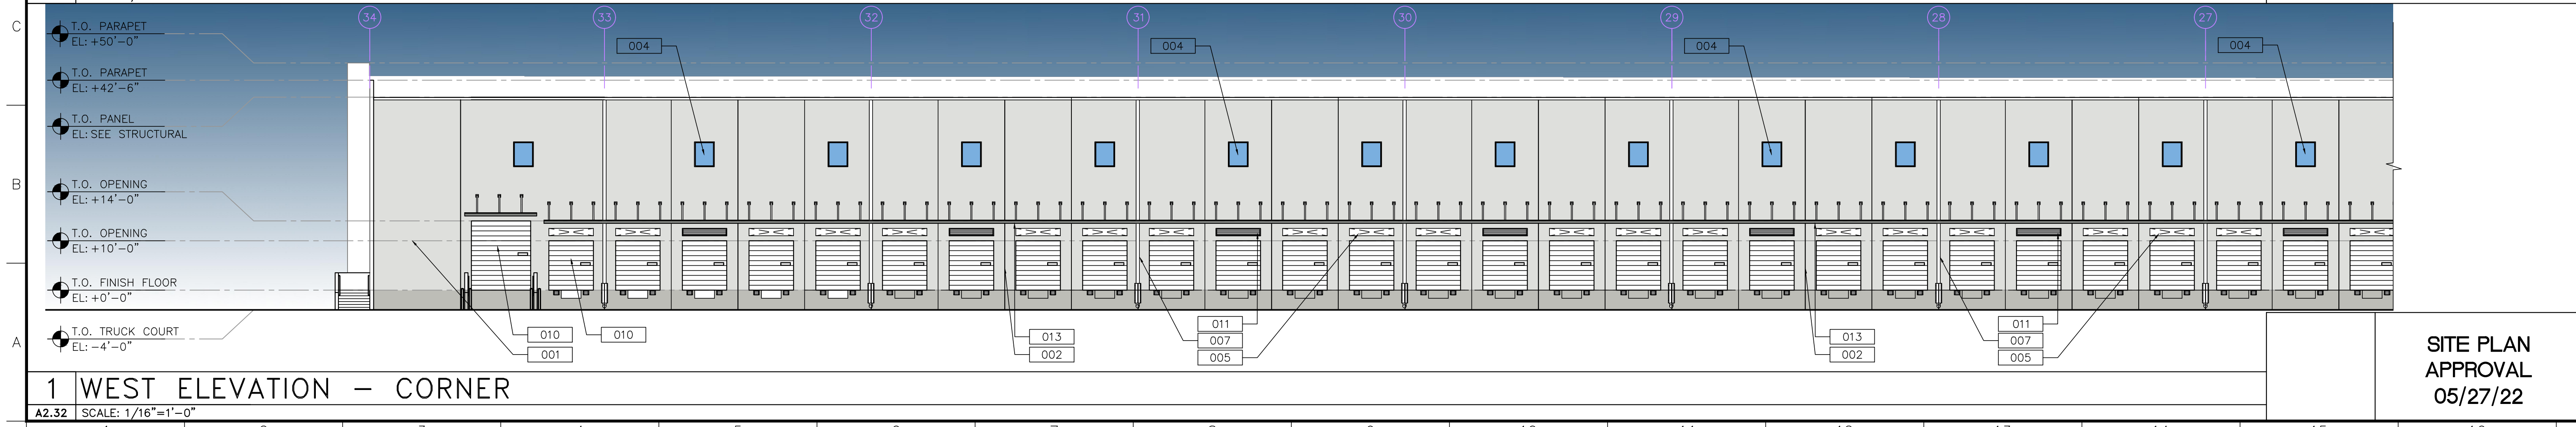 C
B
A
T.O. PARAPET
EL: +50'-0"
T.O. PARAPET
EL: +42'-6"
T.O. PANEL
EL: SEE STRUCTURAL
T.O. OPENING
EL: +14'-0"
T.O. OPENING
EL: +10'-0"
T.O. FINISH FLOOR
EL: +0'-0"
T.O. TRUCK COURT
EL: -4'-0"
34 33 32 31 30 29 28 27
004 004 004 004
010 010
001
013
002
011
007
005
013
002
011
007
005
1 WEST ELEVATION - CORNER
A2.32 SCALE: 1/16"=1'-0"
SITE PLAN
APPROVAL
05/27/22